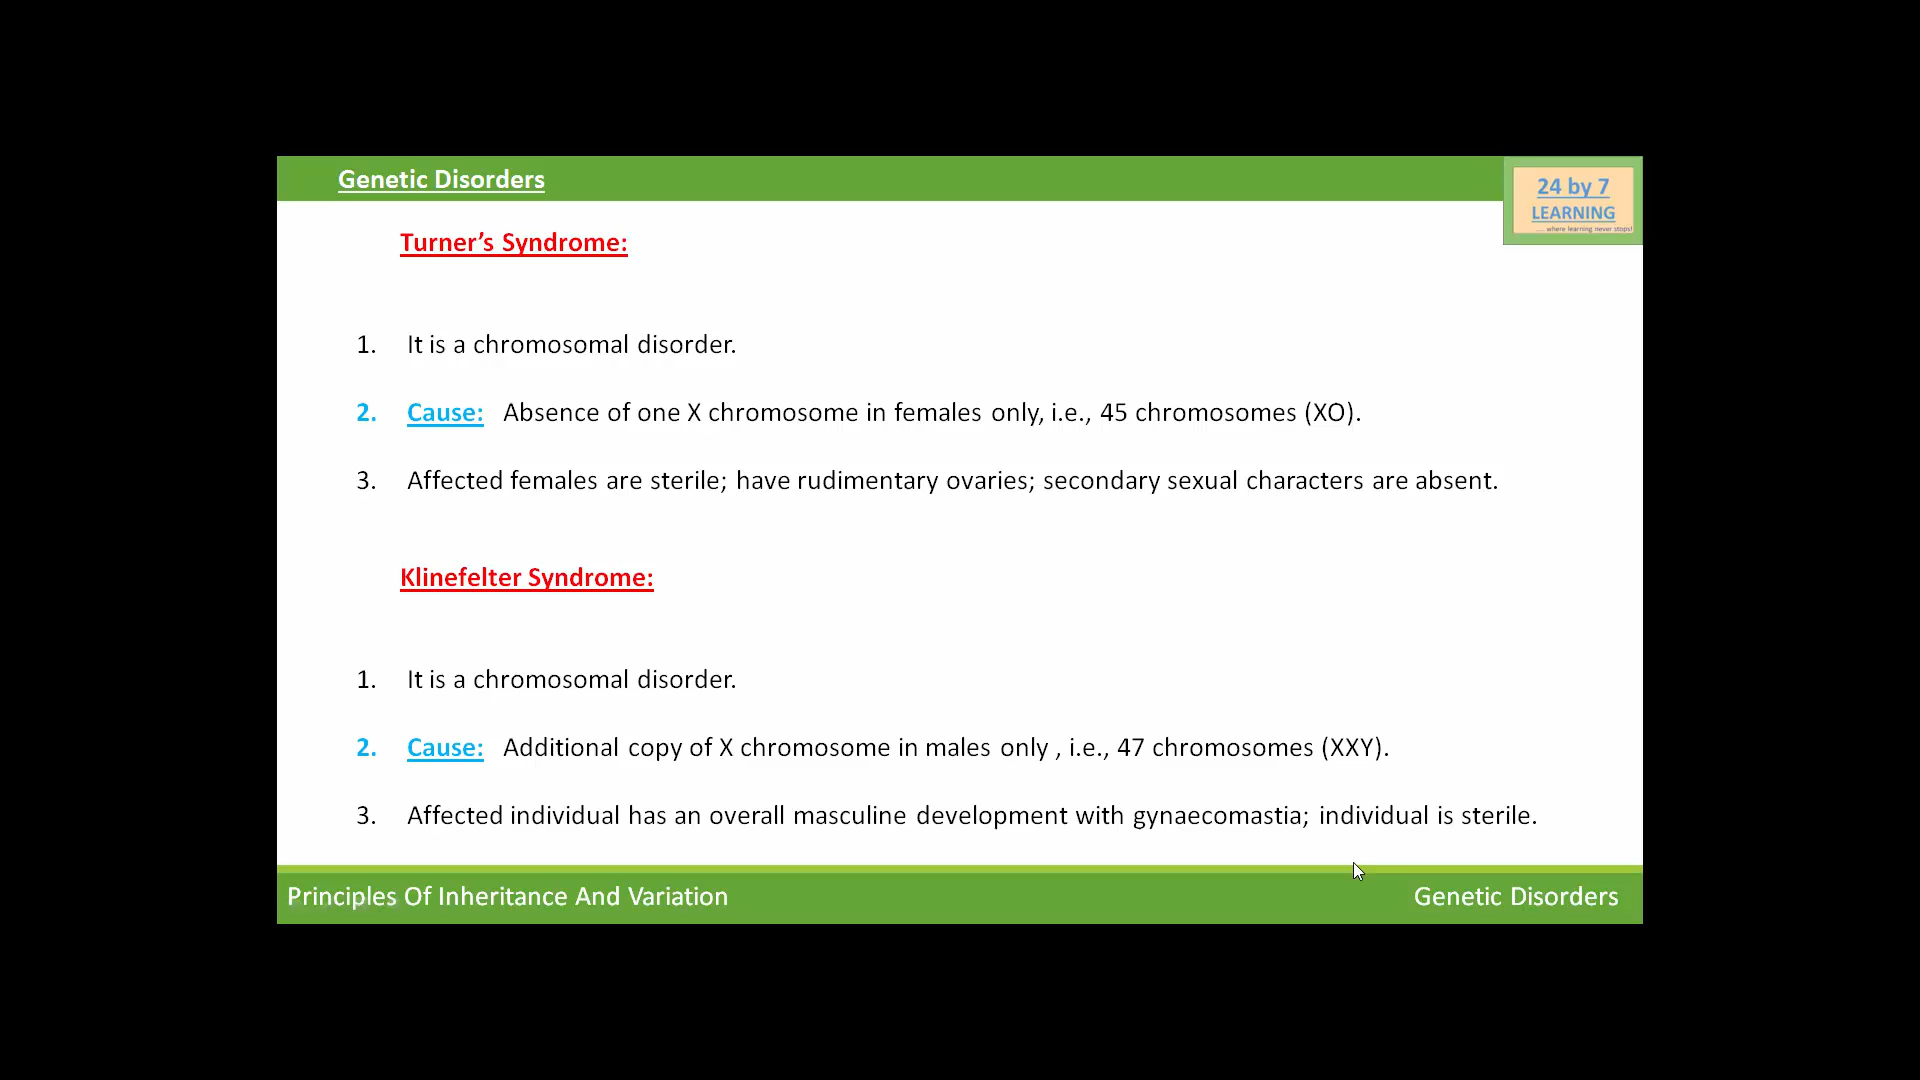 Genetic Disorders
24 by 7
LEARNING
.... where learning never stops!
Turner’s Syndrome:
1. It is a chromosomal disorder.
2. Cause: Absence of one X chromosome in females only, i.e., 45 chromosomes (XO).
3. Affected females are sterile; have rudimentary ovaries; secondary sexual characters are absent.
Klinefelter Syndrome:
1. It is a chromosomal disorder.
2. Cause: Additional copy of X chromosome in males only , i.e., 47 chromosomes (XXY).
3. Affected individual has an overall masculine development with gynaecomastia; individual is sterile.
Principles Of Inheritance And Variation
Genetic Disorders